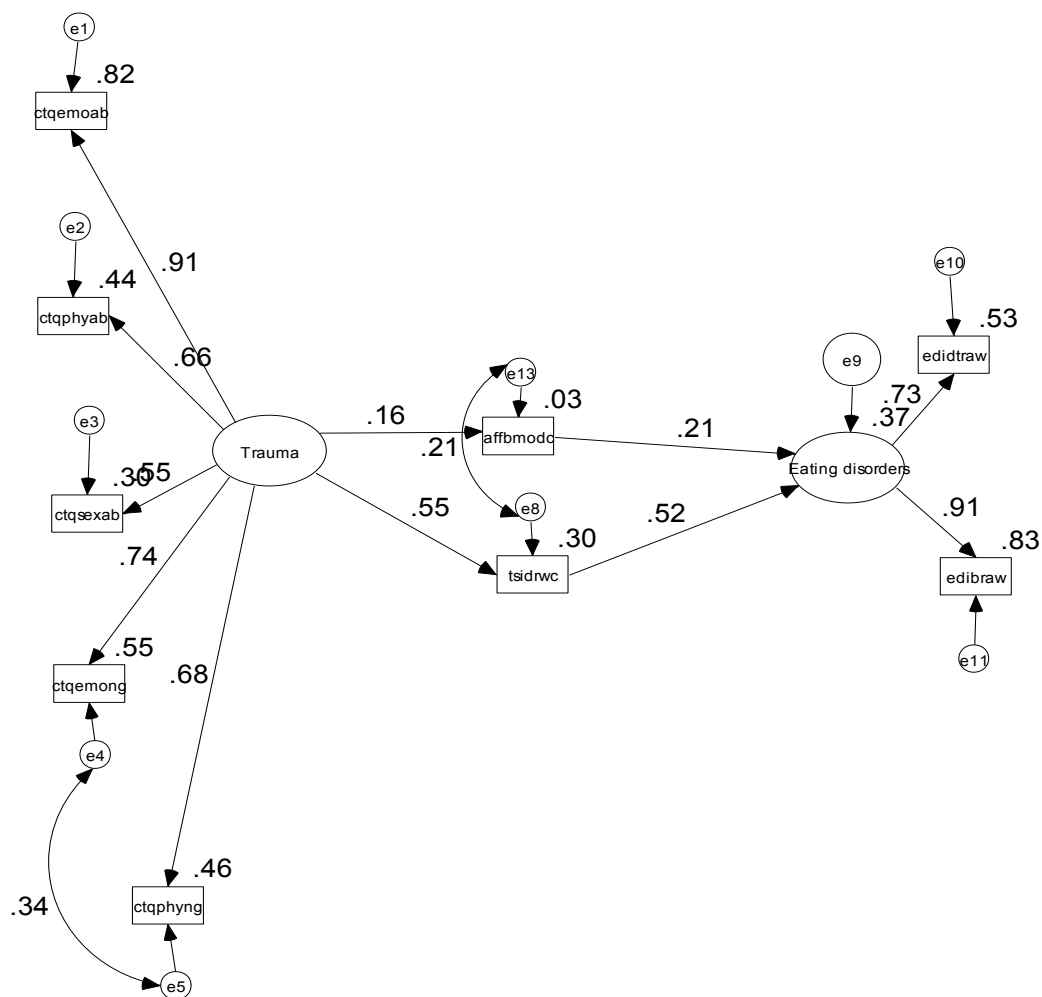 e1
.82
ctqemoab
e2
.44
.91
ctqphyab
.66
e10
.53
edidtraw
e9
.73
.37
e3
e13
.03
.16
affbmodc
.21
.21
Trauma
Eating disorders
.30
.55
ctqsexab
e8
.55
.52
.91
.30
.83
tsidrwc
edibraw
.74
.55
e11
.68
ctqemong
e4
.46
.34
ctqphyng
e5